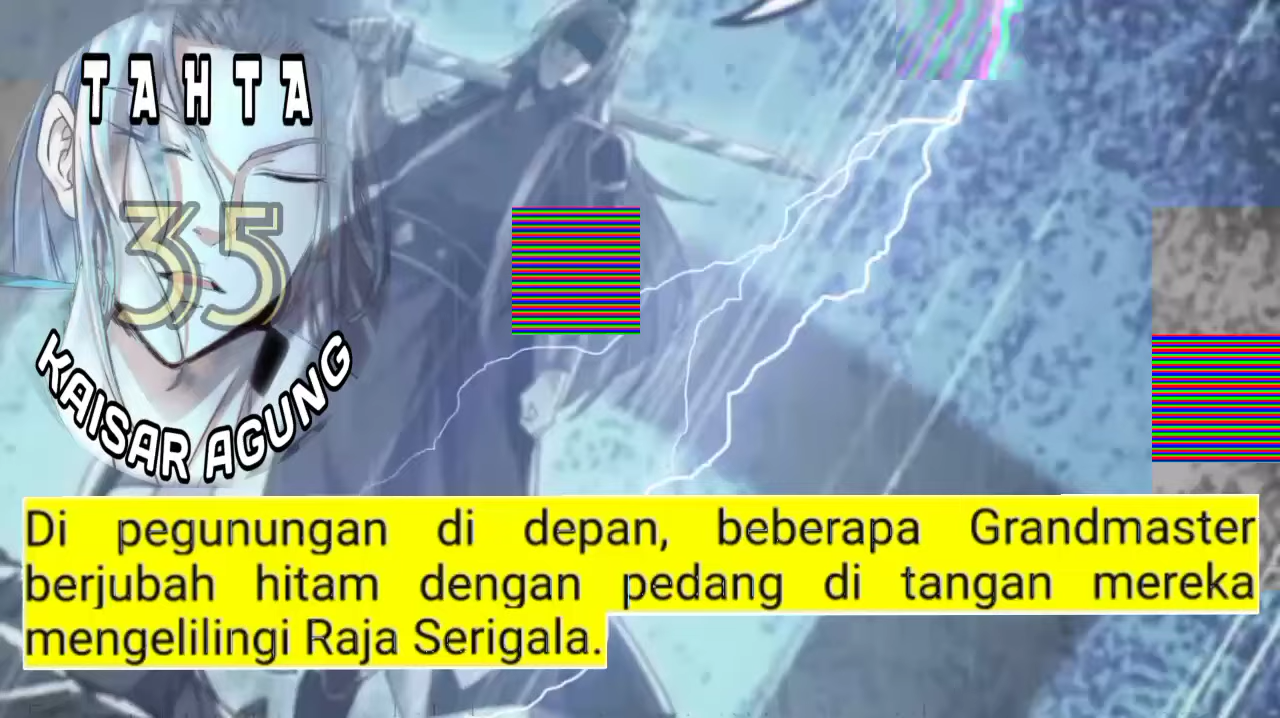 TAHTA
35
KAISAR AGUNG
Di pegunungan di depan, beberapa Grandmaster
berjubah hitam dengan pedang di tangan mereka
mengelilingi Raja Serigala.